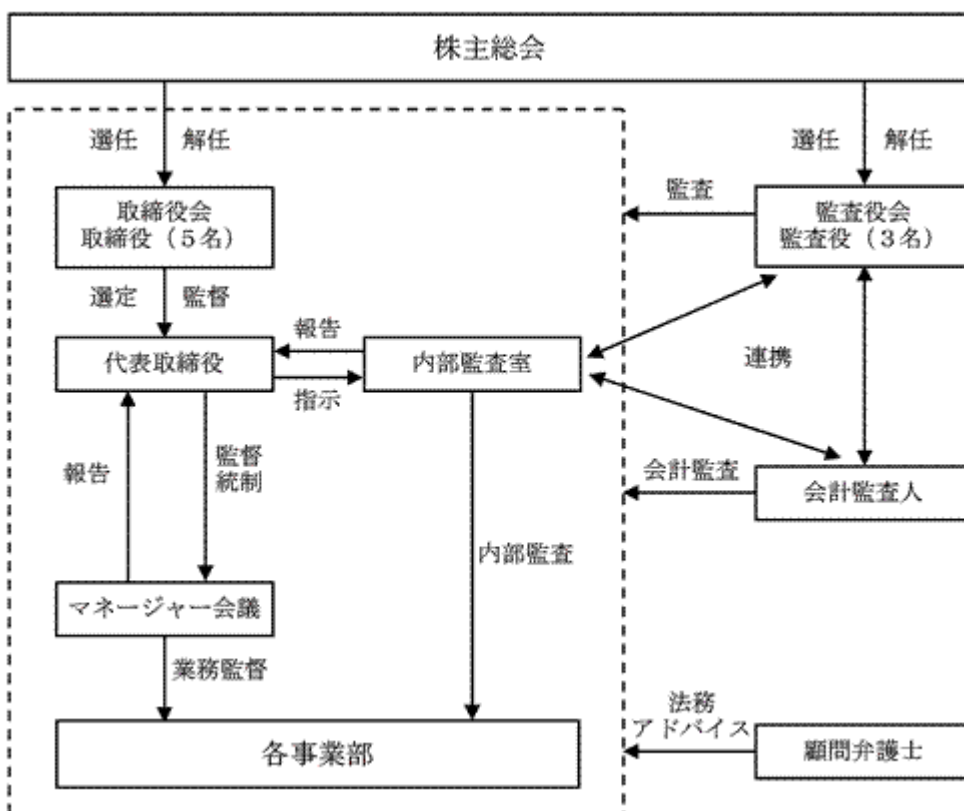 株主総会
選任 解任
選任 解任
取締役会
取締役（５名）
監査
監査役会
監査役（３名）
選定 監督
報告
代表取締役
内部監査室
連携
指示
報告
監督
統制
会計監査
会計監査人
内部監査
マネージャー会議
業務監督
法務
アドバイス
各事業部
顧問弁護士